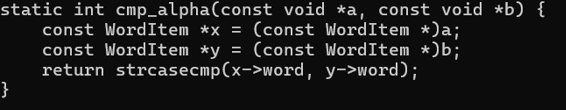 static int cmp_alpha(const void *a, const void *b) {
    const WordItem *x = (const WordItem *)a;
    const WordItem *y = (const WordItem *)b;
    return strcasecmp(x->word, y->word);
}